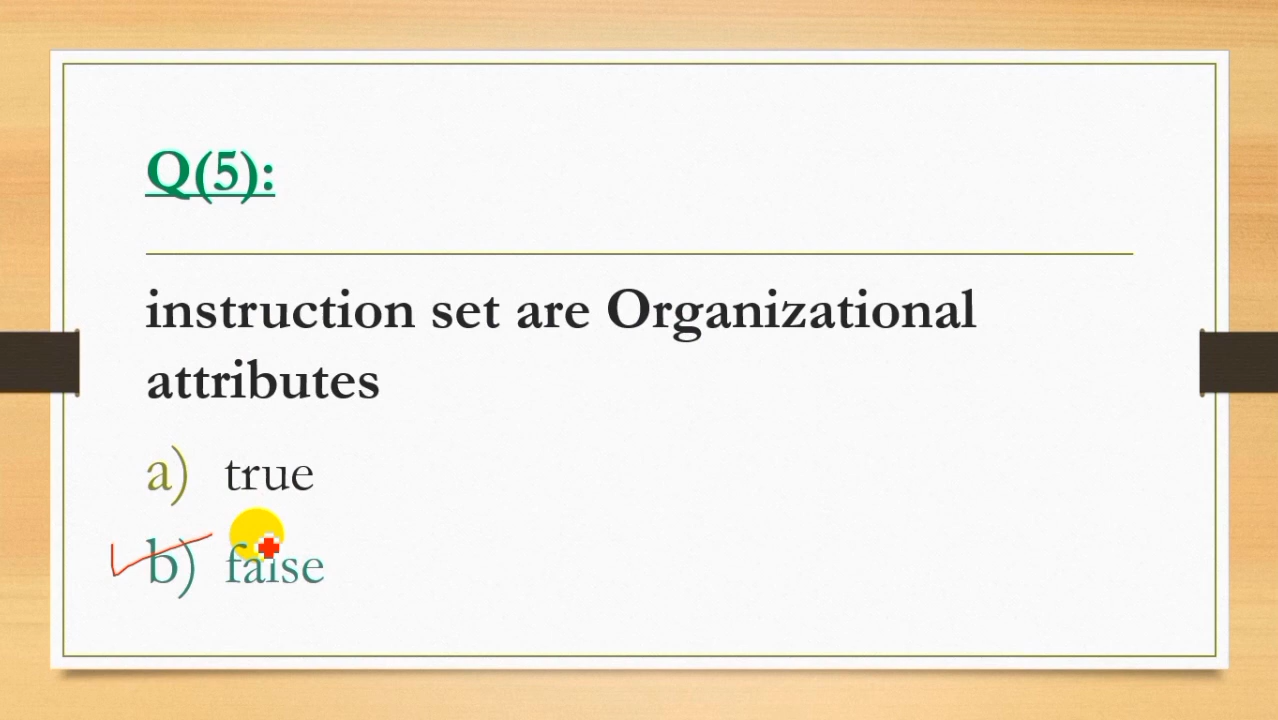 Q(5):
instruction set are Organizational
attributes
a) true
b) false